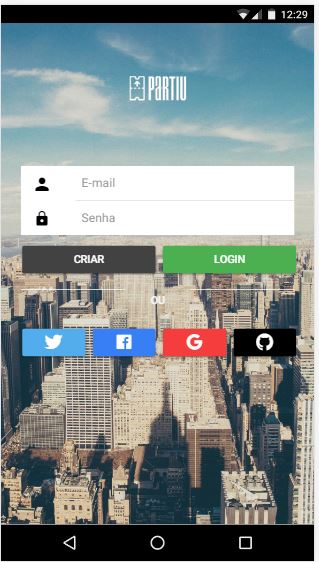 12:29
PARTIU
E-mail
Senha
CRIAR
LOGIN
OU